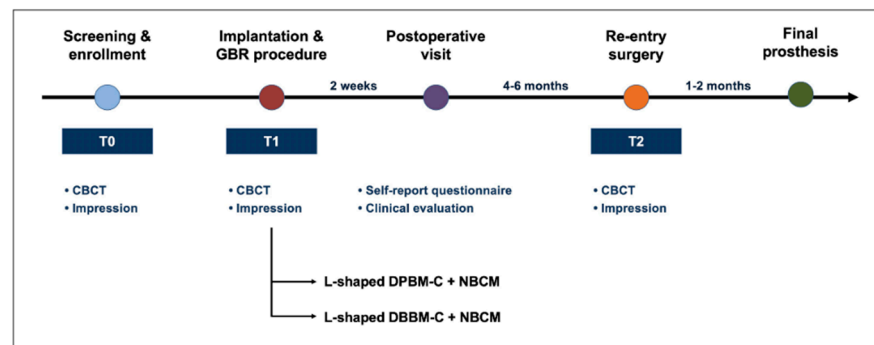 Screening &
enrollment
Implantation &
GBR procedure
Postoperative
visit
Re-entry
surgery
Final
prosthesis
2 weeks
4-6 months
1-2 months
T0
T1
T2
• CBCT
• Impression
• CBCT
• Impression
• Self-report questionnaire
• Clinical evaluation
• CBCT
• Impression
L-shaped DPBM-C + NBCM
L-shaped DBBM-C + NBCM